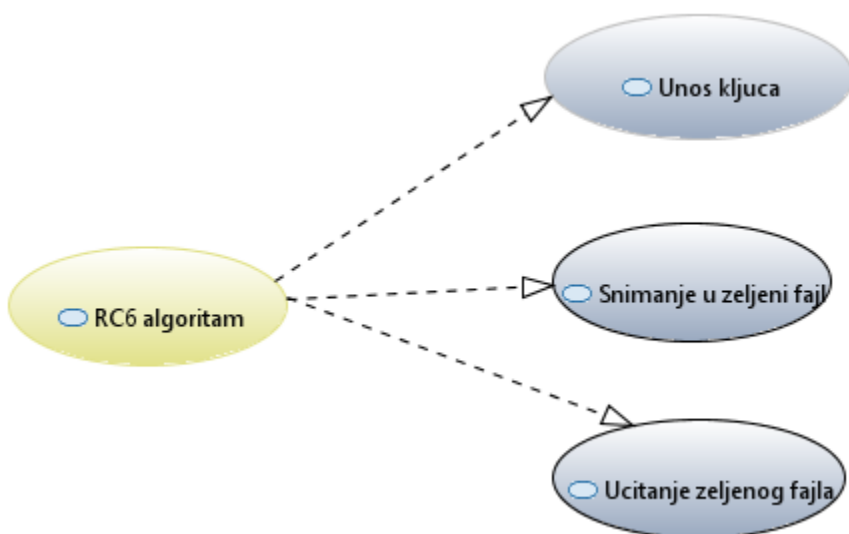 Unos kljuca
Snimanje u zeljeni fajl
RC6 algoritam
Ucitanje zeljenog fajla